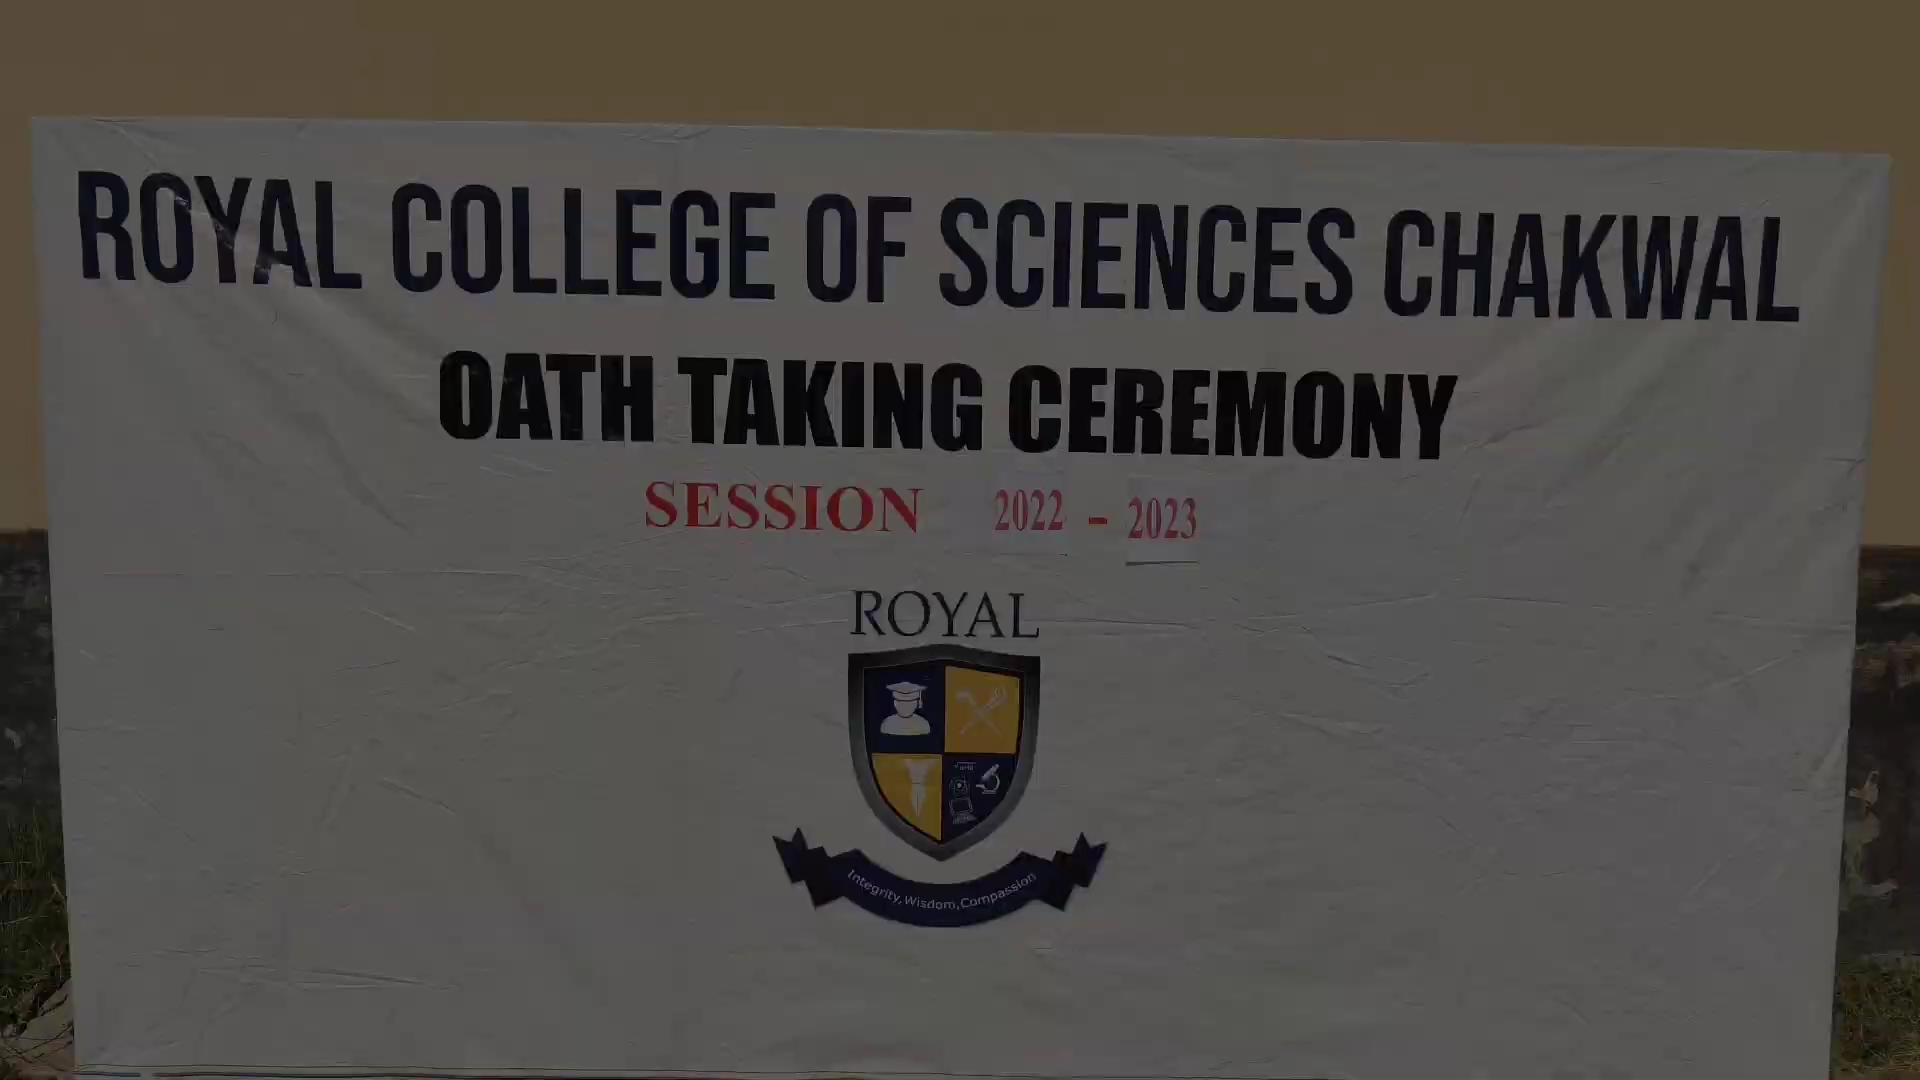 ROYAL COLLEGE OF SCIENCES CHAKWAL
OATH TAKING CEREMONY
SESSION 2022 - 2023
ROYAL
Integrity, Wisdom, Compassion